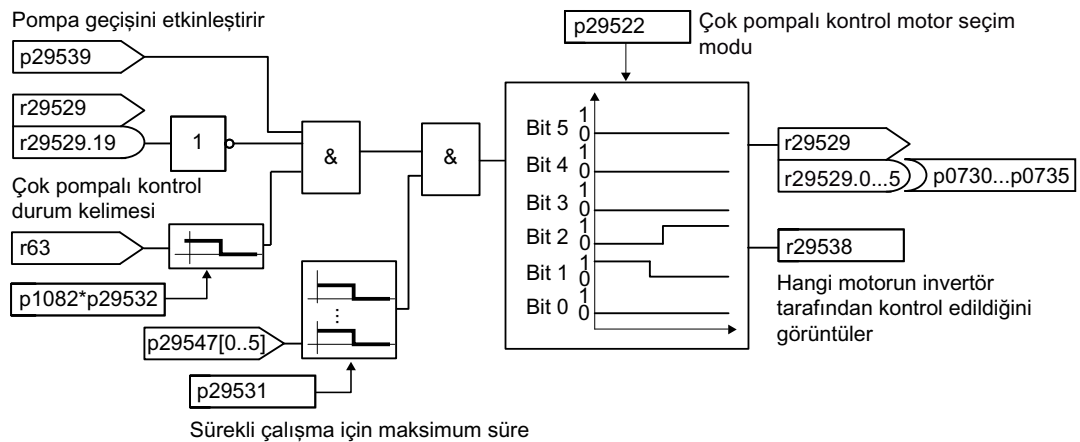 Pompa geçişini etkinleştirir
p29539
r29529
r29529.19
1
&
&
Çok pompalı kontrol
durum kelimesi
r63
p1082*p29532
p29547[0..5]
p29531
Sürekli çalışma için maksimum süre
p29522
Çok pompalı kontrol motor seçim
modu
Bit 5 1 0
Bit 4 1 0
Bit 3 1 0
Bit 2 1 0
Bit 1 1 0
Bit 0 1 0
r29529
r29529.0...5
p0730...p0735
r29538
Hangi motorun invertör
tarafından kontrol edildiğini
görüntüler